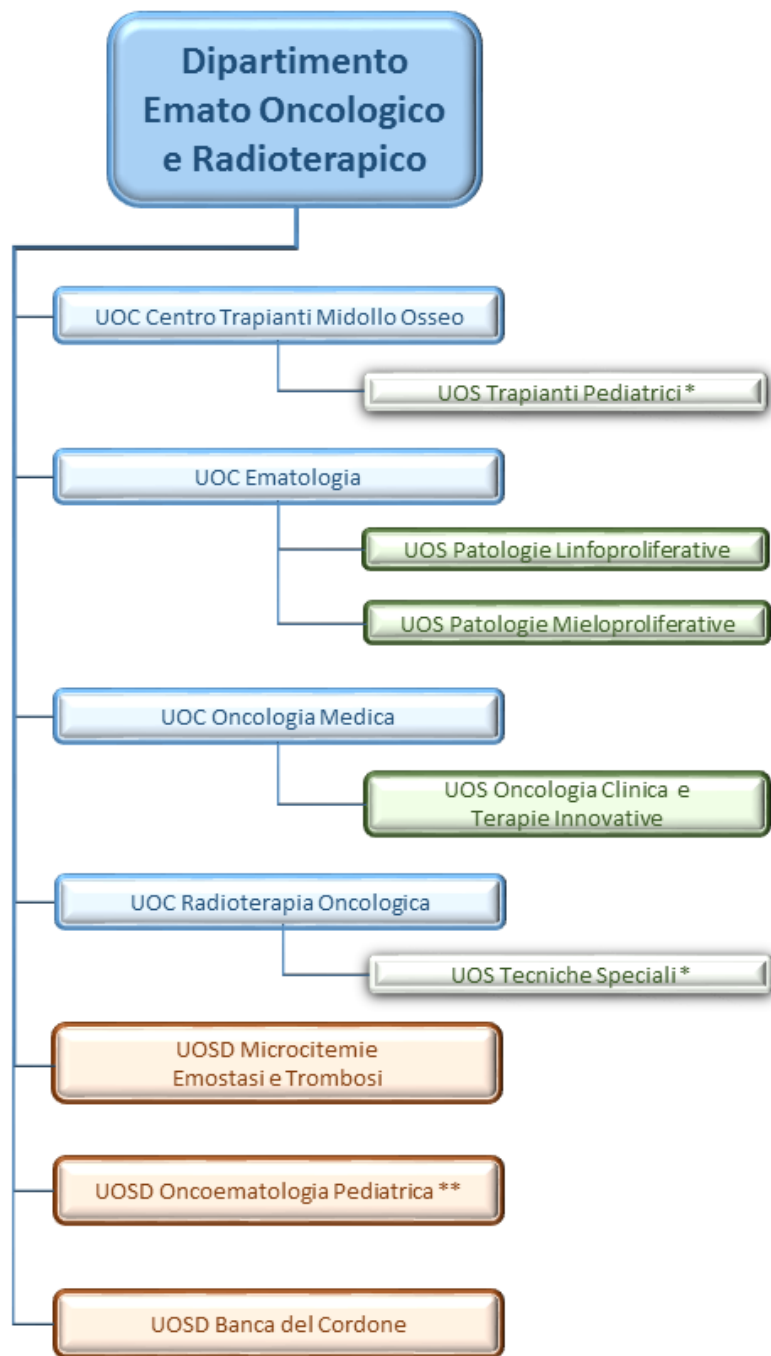 Dipartimento
Emato Oncologico
e Radioterapico
UOC Centro Trapianti Midollo Osseo
UOS Trapianti Pediatrici *
UOC Ematologia
UOS Patologie Linfoproliferative
UOS Patologie Mieloproliferative
UOC Oncologia Medica
UOS Oncologia Clinica e
Terapie Innovative
UOC Radioterapia Oncologica
UOS Tecniche Speciali *
UOSD Microcitemie
Emostasi e Trombosi
UOSD Oncoematologia Pediatrica **
UOSD Banca del Cordone